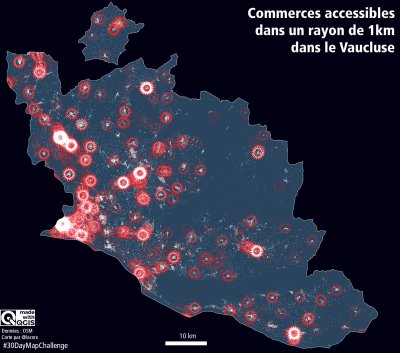 Commerces accessibles
dans un rayon de 1km
dans le Vaucluse
made
with
QGIS
Données : OSM
Carte par @lacurx
#30DayMapChallenge
10 km